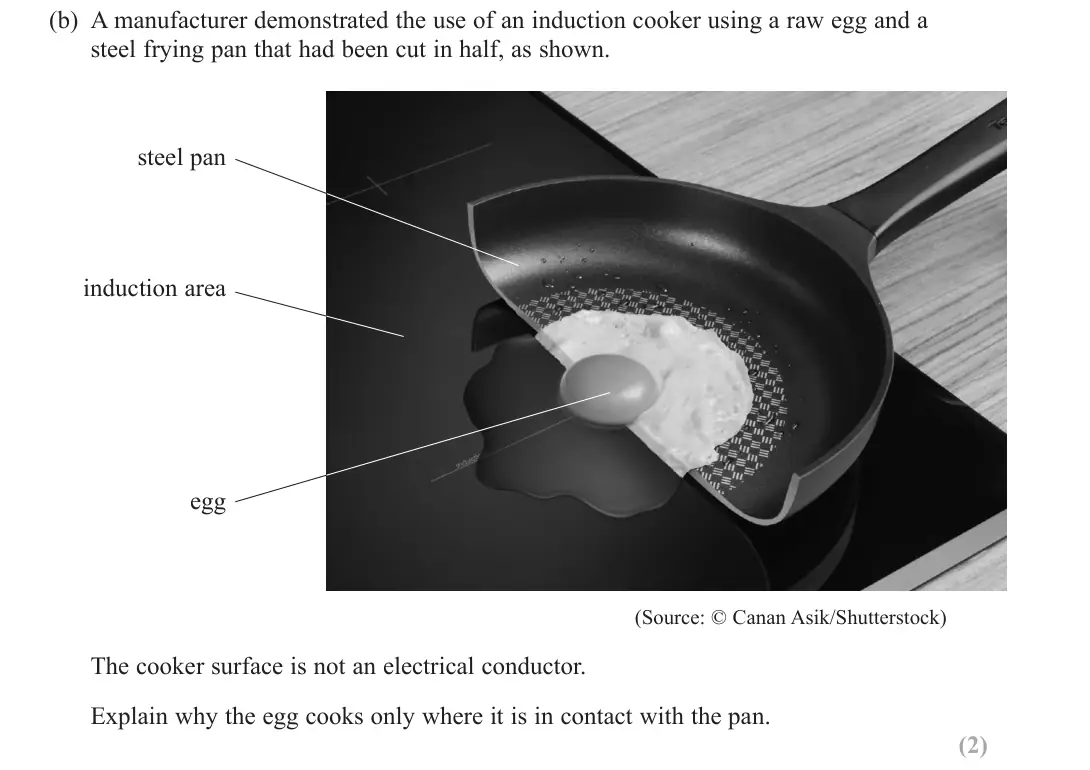 (b) A manufacturer demonstrated the use of an induction cooker using a raw egg and a
steel frying pan that had been cut in half, as shown.
steel pan
induction area
egg
(Source: © Canan Asik/Shutterstock)
The cooker surface is not an electrical conductor.
Explain why the egg cooks only where it is in contact with the pan.
(2)